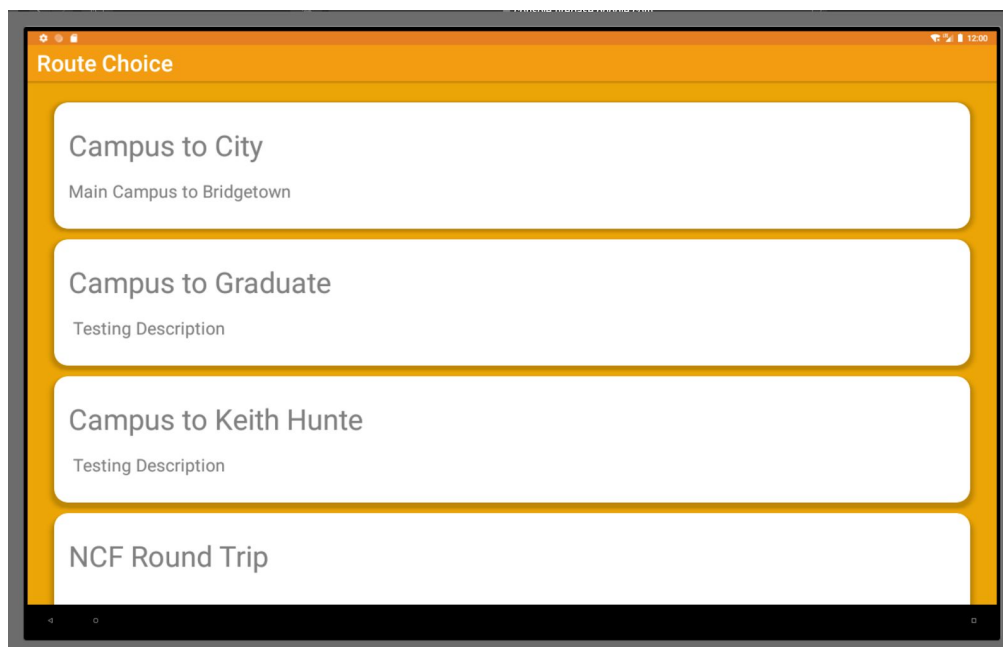 12:00
Route Choice
Campus to City
Main Campus to Bridgetown
Campus to Graduate
Testing Description
Campus to Keith Hunte
Testing Description
NCF Round Trip